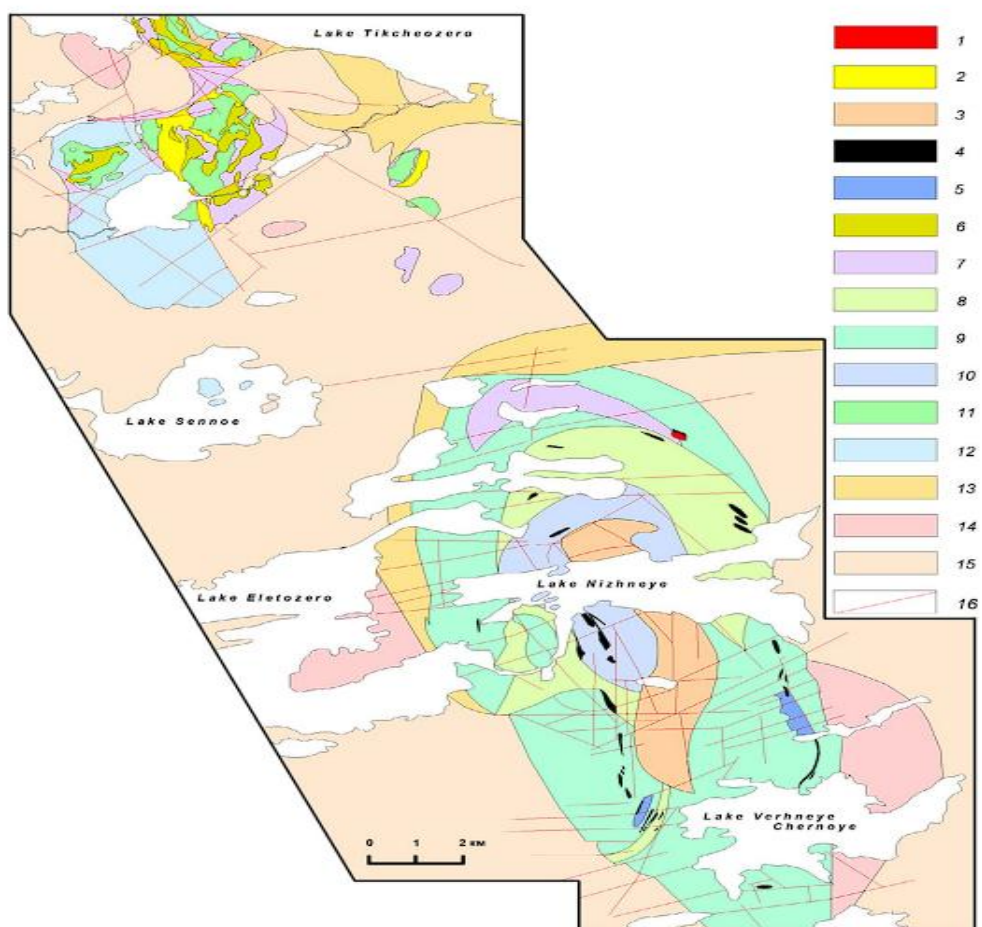 Lake Tikcheozero
1
2
3
4
5
6
7
8
9
10
11
12
13
14
15
16
Lake Sennoe
Lake Nizhneye
Lake Eletozero
Lake Verhneye
Chernoye
0 1 2 км